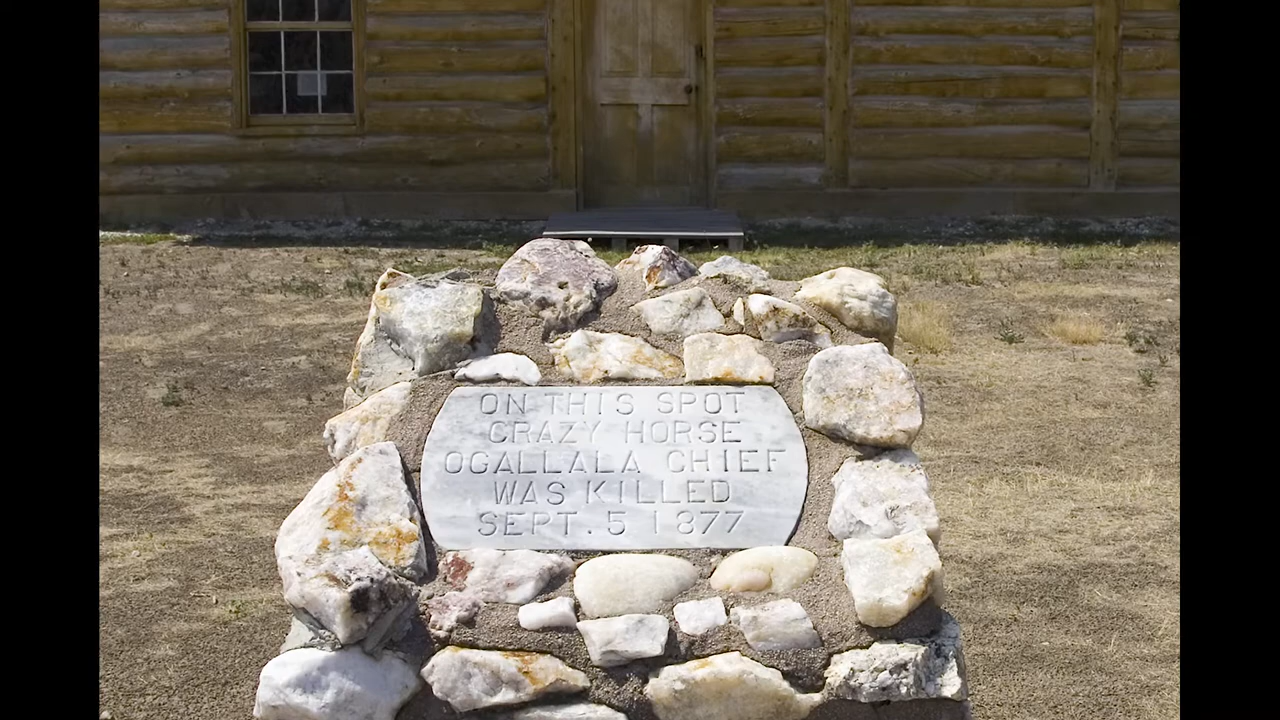 ON THIS SPOT
CRAZY HORSE
OGALLALA CHIEF
WAS KILLED
SEPT. 5 1877